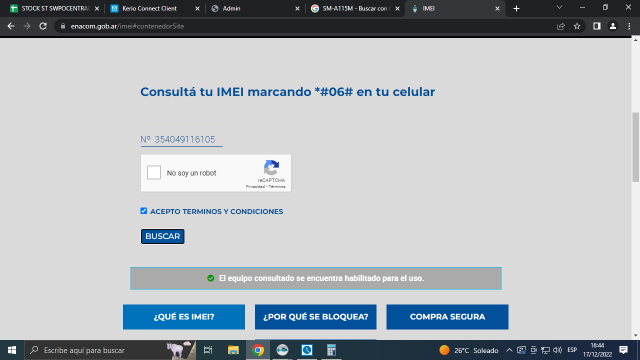 STOCK ST SWPOCENTRAL
Kerio Connect Client
Admin
SM-A115M - Buscar con
IMEI
enacom.gob.ar/imei#contenedorSite
Consultá tu IMEI marcando *#06# en tu celular
Nº 354049116105
No soy un robot
reCAPTCHA
Privacidad - Términos
ACEPTO TERMINOS Y CONDICIONES
BUSCAR
El equipo consultado se encuentra habilitado para el uso.
¿QUÉ ES IMEI?
¿POR QUÉ SE BLOQUEA?
COMPRA SEGURA
Escribe aquí para buscar
26°C Soleado
ESP
16:44
17/12/2022